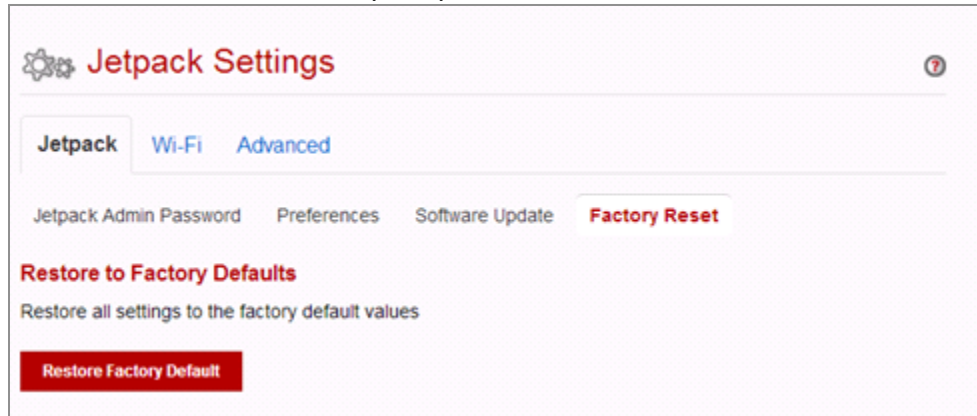 Jetpack Settings ?
Jetpack Wi-Fi Advanced
Jetpack Admin Password Preferences Software Update Factory Reset
Restore to Factory Defaults
Restore all settings to the factory default values
Restore Factory Default